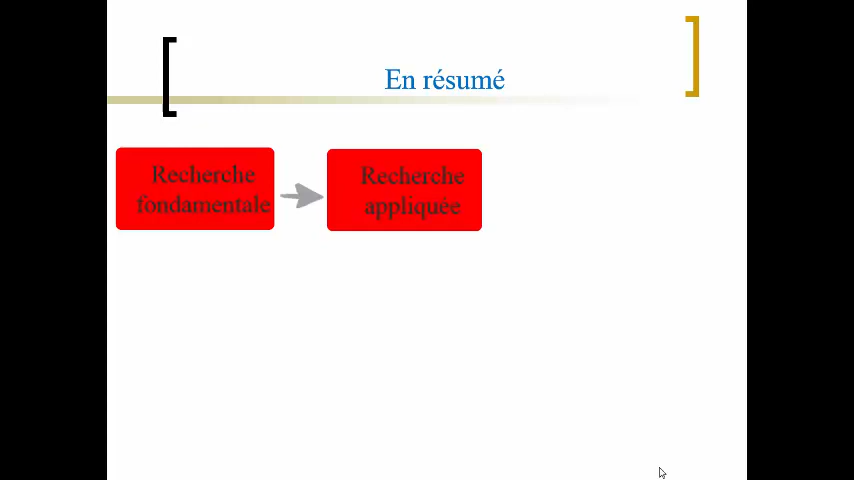 En résumé
Recherche
fondamentale
Recherche
appliquée